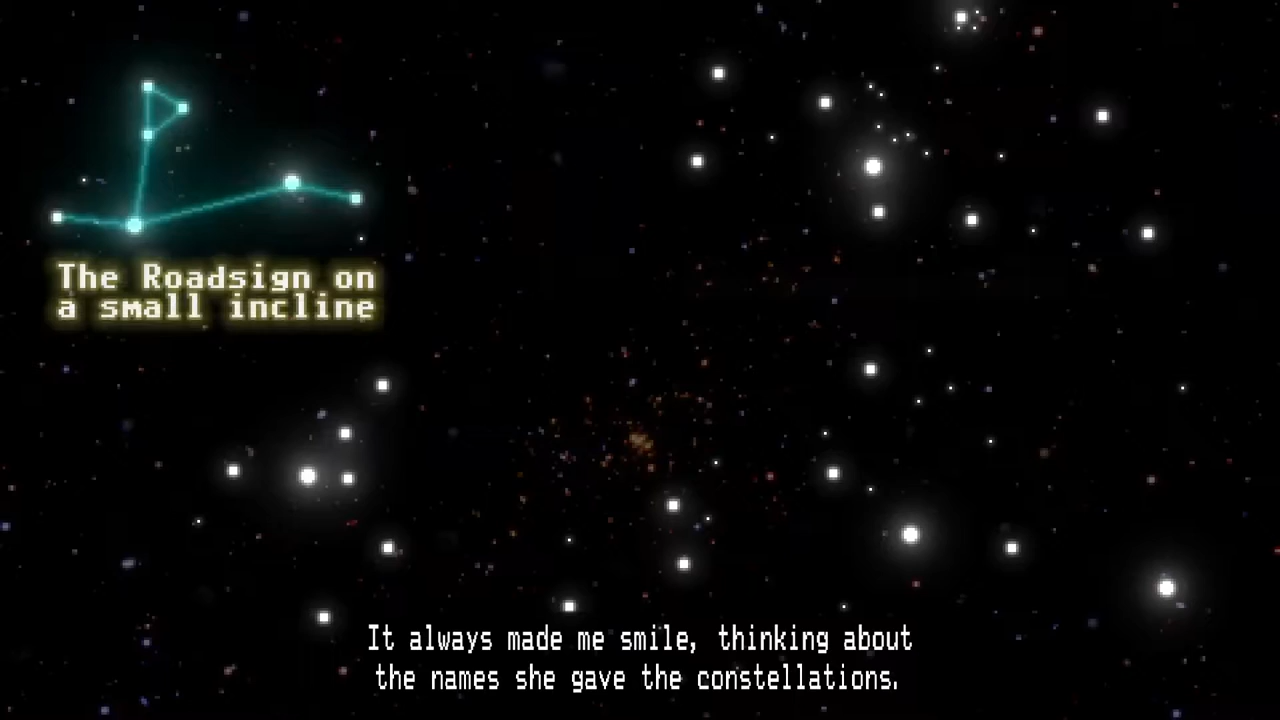 The Roadsign on
a small incline
It always made me smile, thinking about
the names she gave the constellations.